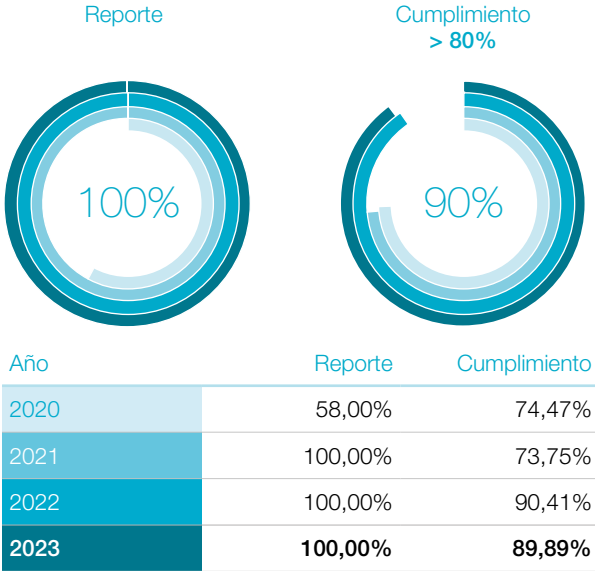 Reporte
Cumplimiento
> 80%
100%
90%
Año Reporte Cumplimiento
2020 58,00% 74,47%
2021 100,00% 73,75%
2022 100,00% 90,41%
2023 100,00% 89,89%